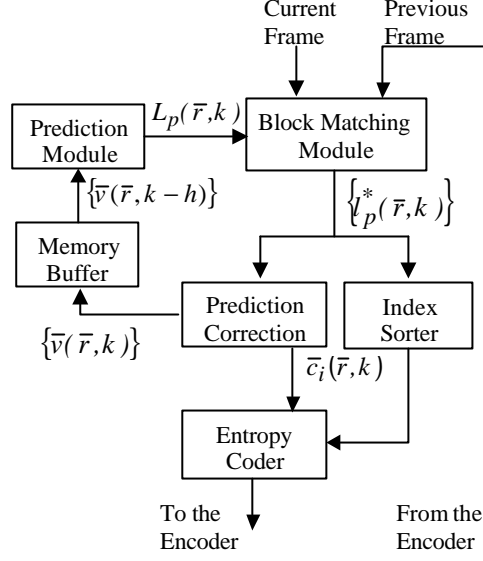 Current
Frame
Previous
Frame
L_p(r̄,k)
Prediction
Module
Block Matching
Module
{v̄(r̄,k−h)}
{l*_p(r̄,k)}
Memory
Buffer
Prediction
Correction
Index
Sorter
{v̄(r̄,k)}
c̄_i(r̄,k)
Entropy
Coder
To the
Encoder
From the
Encoder